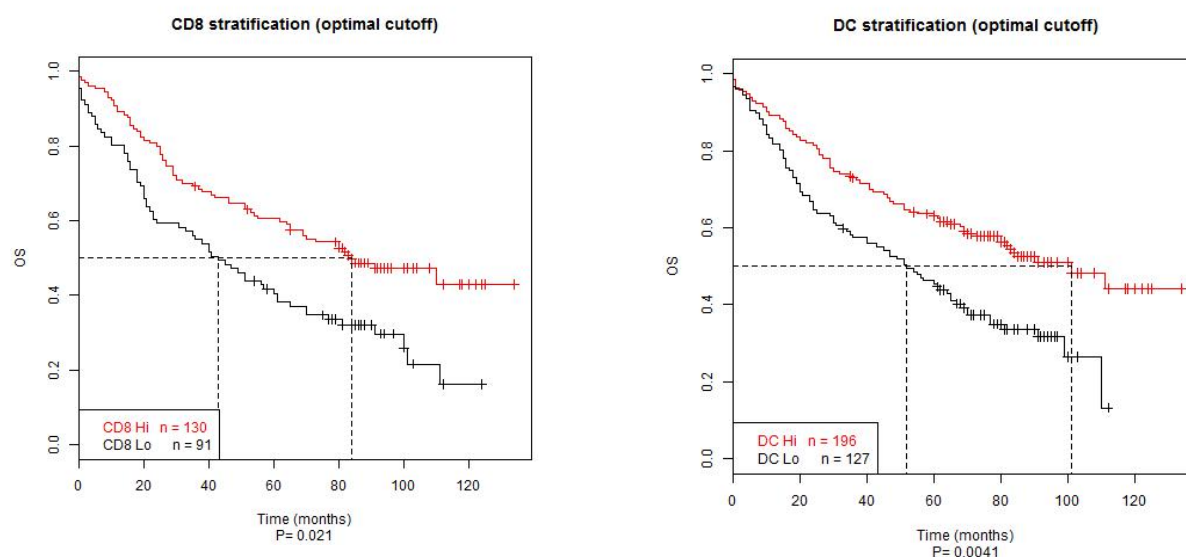 CD8 stratification (optimal cutoff)
OS
1.0
0.8
0.6
0.4
0.2
0.0
CD8 Hi n = 130
CD8 Lo n = 91
0 20 40 60 80 100 120
Time (months)
P= 0.021
DC stratification (optimal cutoff)
OS
1.0
0.8
0.6
0.4
0.2
0.0
DC Hi n = 196
DC Lo n = 127
0 20 40 60 80 100 120
Time (months)
P= 0.0041